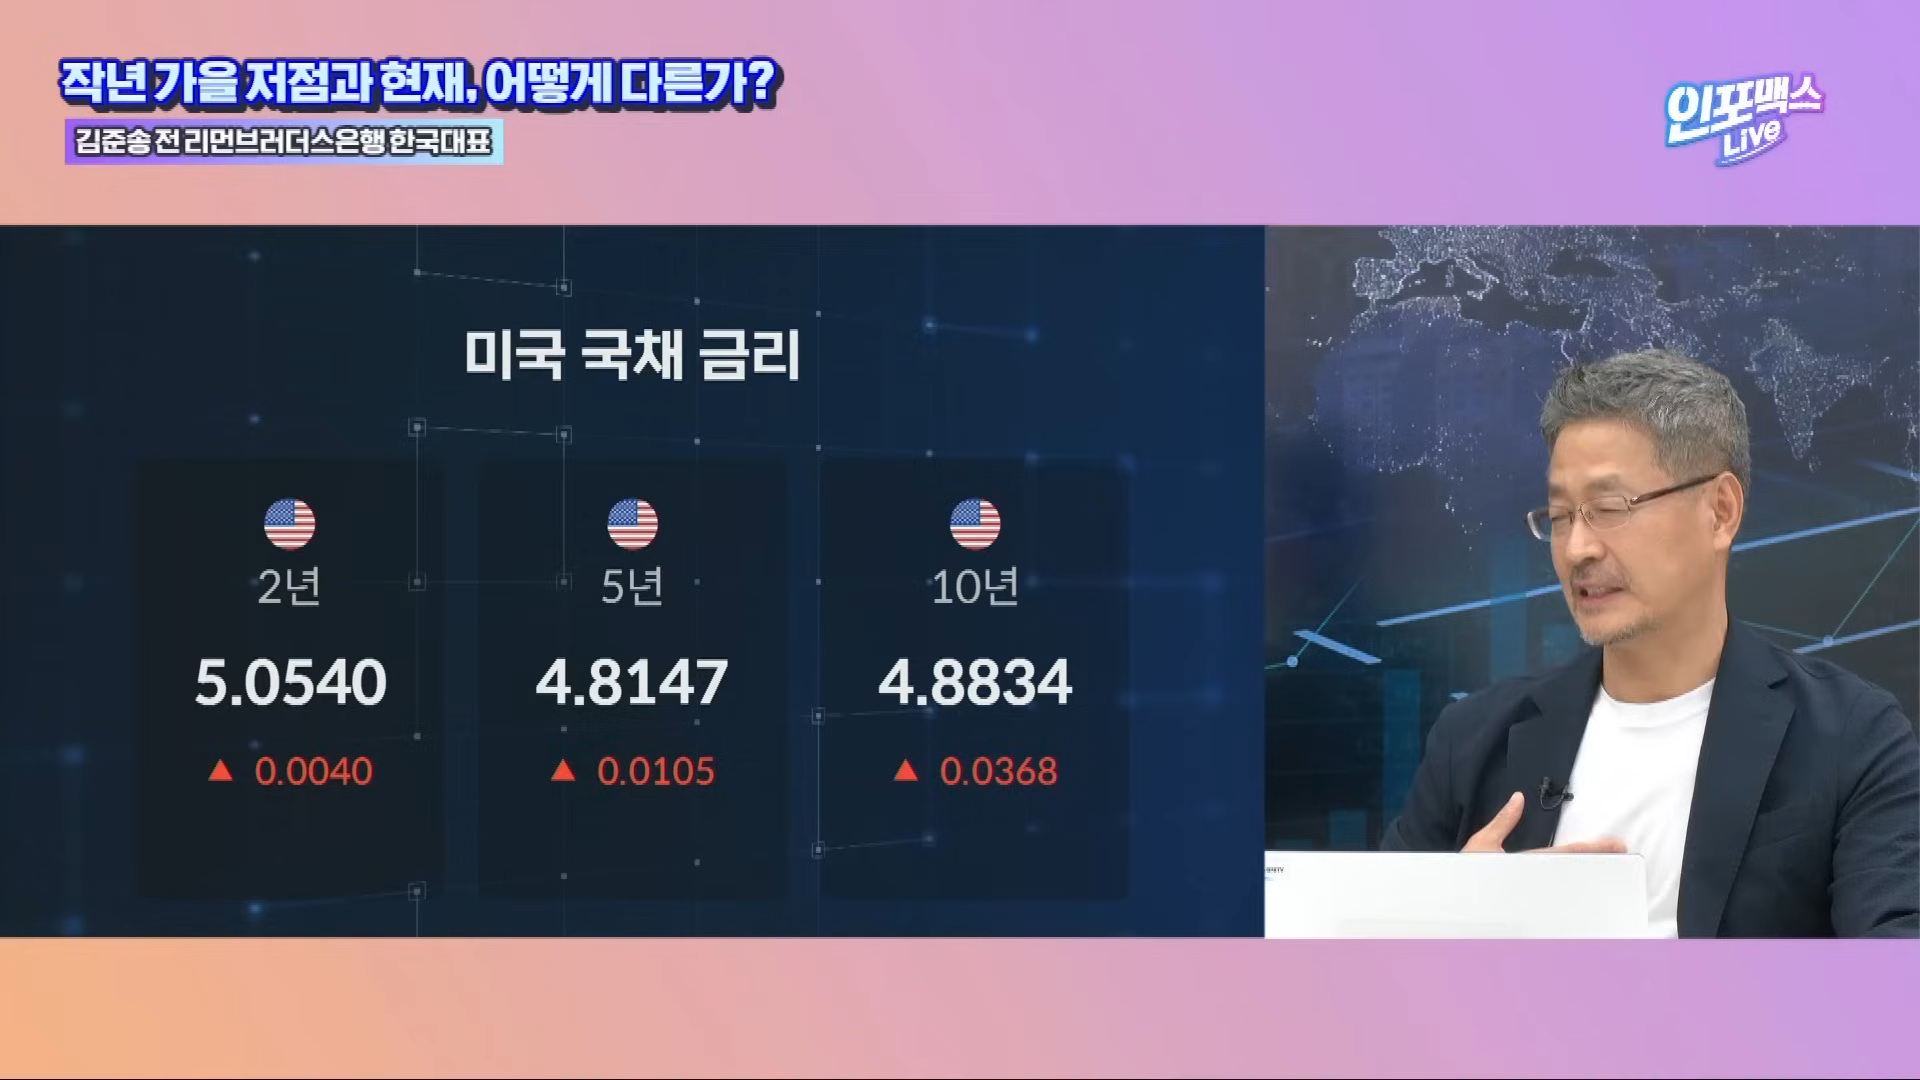 작년 가을 저점과 현재, 어떻게 다른가?
김준송 전 리먼브러더스은행 한국대표
인포맥스
Live
미국 국채 금리
2년 5년 10년
5.0540 4.8147 4.8834
▲ 0.0040 ▲ 0.0105 ▲ 0.0368